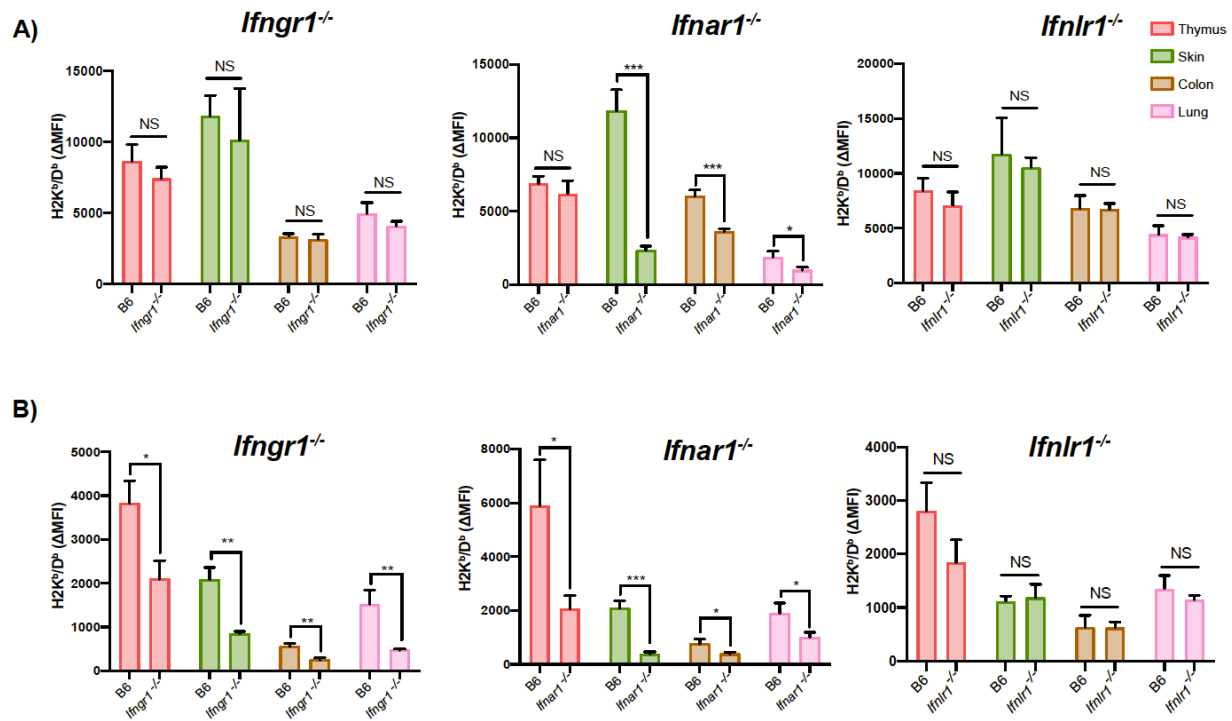 A)
Ifngr1-/-
H2Kb/Db (ΔMFI)
15000
10000
5000
0
NS
NS
NS
NS
B6
Ifngr1-/-
B6
Ifngr1-/-
B6
Ifngr1-/-
B6
Ifngr1-/-
Ifnar1-/-
H2Kb/Db (ΔMFI)
15000
10000
5000
0
NS
***
***
*
B6
Ifnar1-/-
B6
Ifnar1-/-
B6
Ifnar1-/-
B6
Ifnar1-/-
Ifnlr1-/-
H2Kb/Db (ΔMFI)
20000
15000
10000
5000
0
NS
NS
NS
NS
B6
Ifnlr1-/-
B6
Ifnlr1-/-
B6
Ifnlr1-/-
B6
Ifnlr1-/-
Thymus
Skin
Colon
Lung
B)
Ifngr1-/-
H2Kb/Db (ΔMFI)
5000
4000
3000
2000
1000
0
*
**
**
**
B6
Ifngr1-/-
B6
Ifngr1-/-
B6
Ifngr1-/-
B6
Ifngr1-/-
Ifnar1-/-
H2Kb/Db (ΔMFI)
8000
6000
4000
2000
0
*
***
*
*
B6
Ifnar1-/-
B6
Ifnar1-/-
B6
Ifnar1-/-
B6
Ifnar1-/-
Ifnlr1-/-
H2Kb/Db (ΔMFI)
4000
3000
2000
1000
0
NS
NS
NS
NS
B6
Ifnlr1-/-
B6
Ifnlr1-/-
B6
Ifnlr1-/-
B6
Ifnlr1-/-